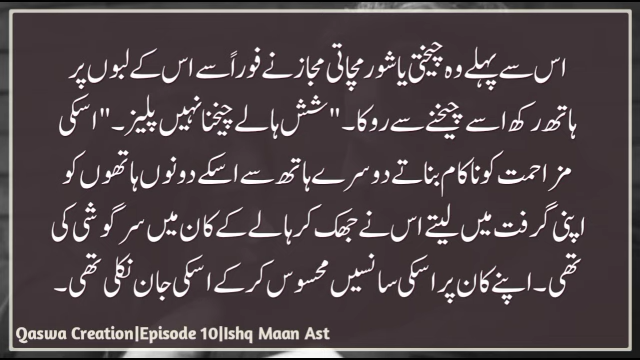 اس سے پہلے وہ چیختی یا شور مچاتی مجاز نے فوراً سے اس کے لبوں پر
ہاتھ رکھ اسے چیخنے سے روکا۔ "شش ہالے چیخنا نہیں پلیز۔" اسکی
مزاحمت کو ناکام بناتے دوسرے ہاتھ سے اسکے دونوں ہاتھوں کو
اپنی گرفت میں لیتے اس نے جھک کر ہالے کے کان میں سرگوشی کی
تھی۔ اپنے کان پر اسکی سانسیں محسوس کر کے اسکی جان نکلی تھی۔
Qaswa Creation|Episode 10|Ishq Maan Ast